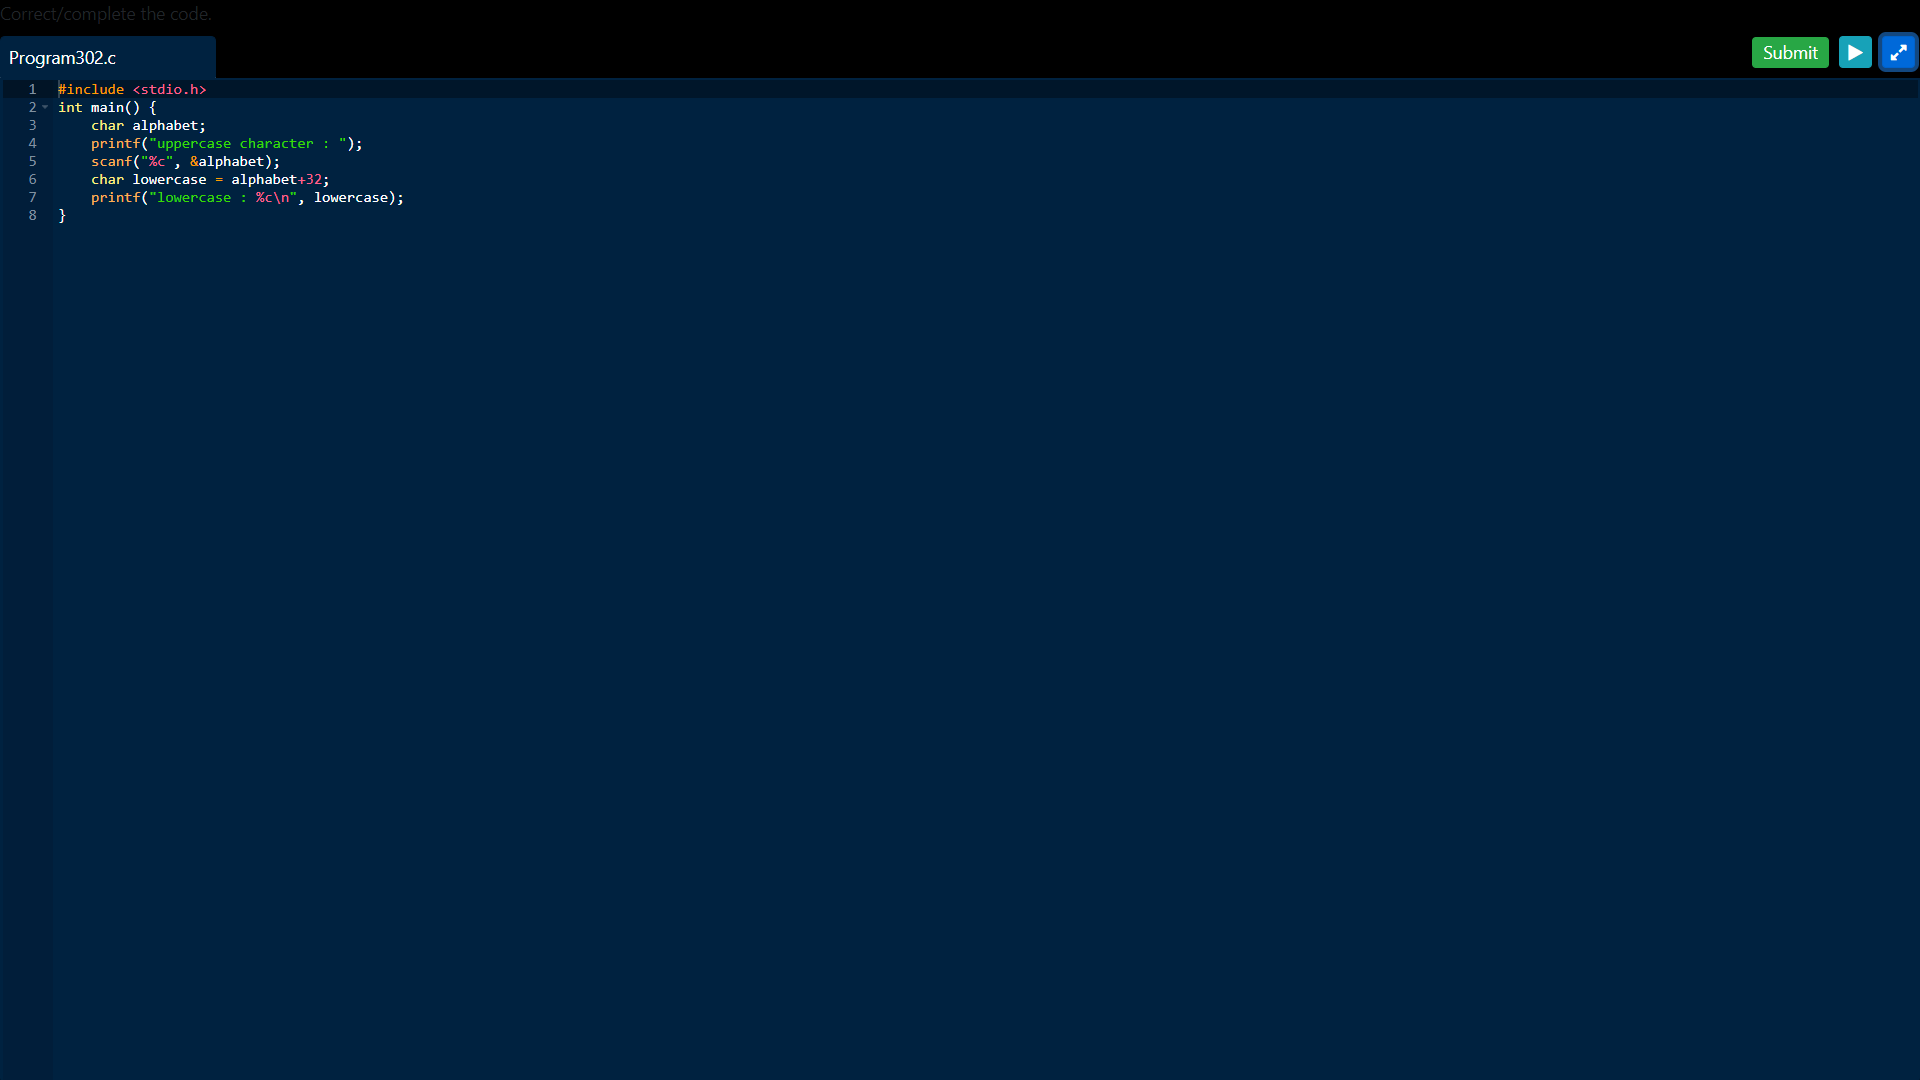 Correct/complete the code.
Program302.c
Submit
1 #include <stdio.h>
2 int main() {
3     char alphabet;
4     printf("uppercase character : ");
5     scanf("%c", &alphabet);
6     char lowercase = alphabet+32;
7     printf("lowercase : %c\n", lowercase);
8 }